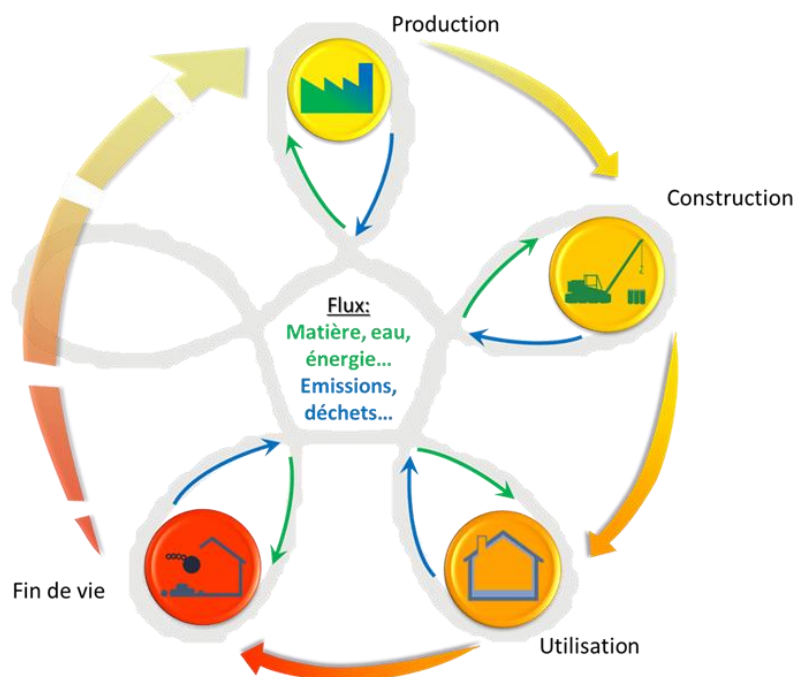 Production
Construction
Flux:
Matière, eau,
énergie...
Emissions,
déchets...
Fin de vie
Utilisation